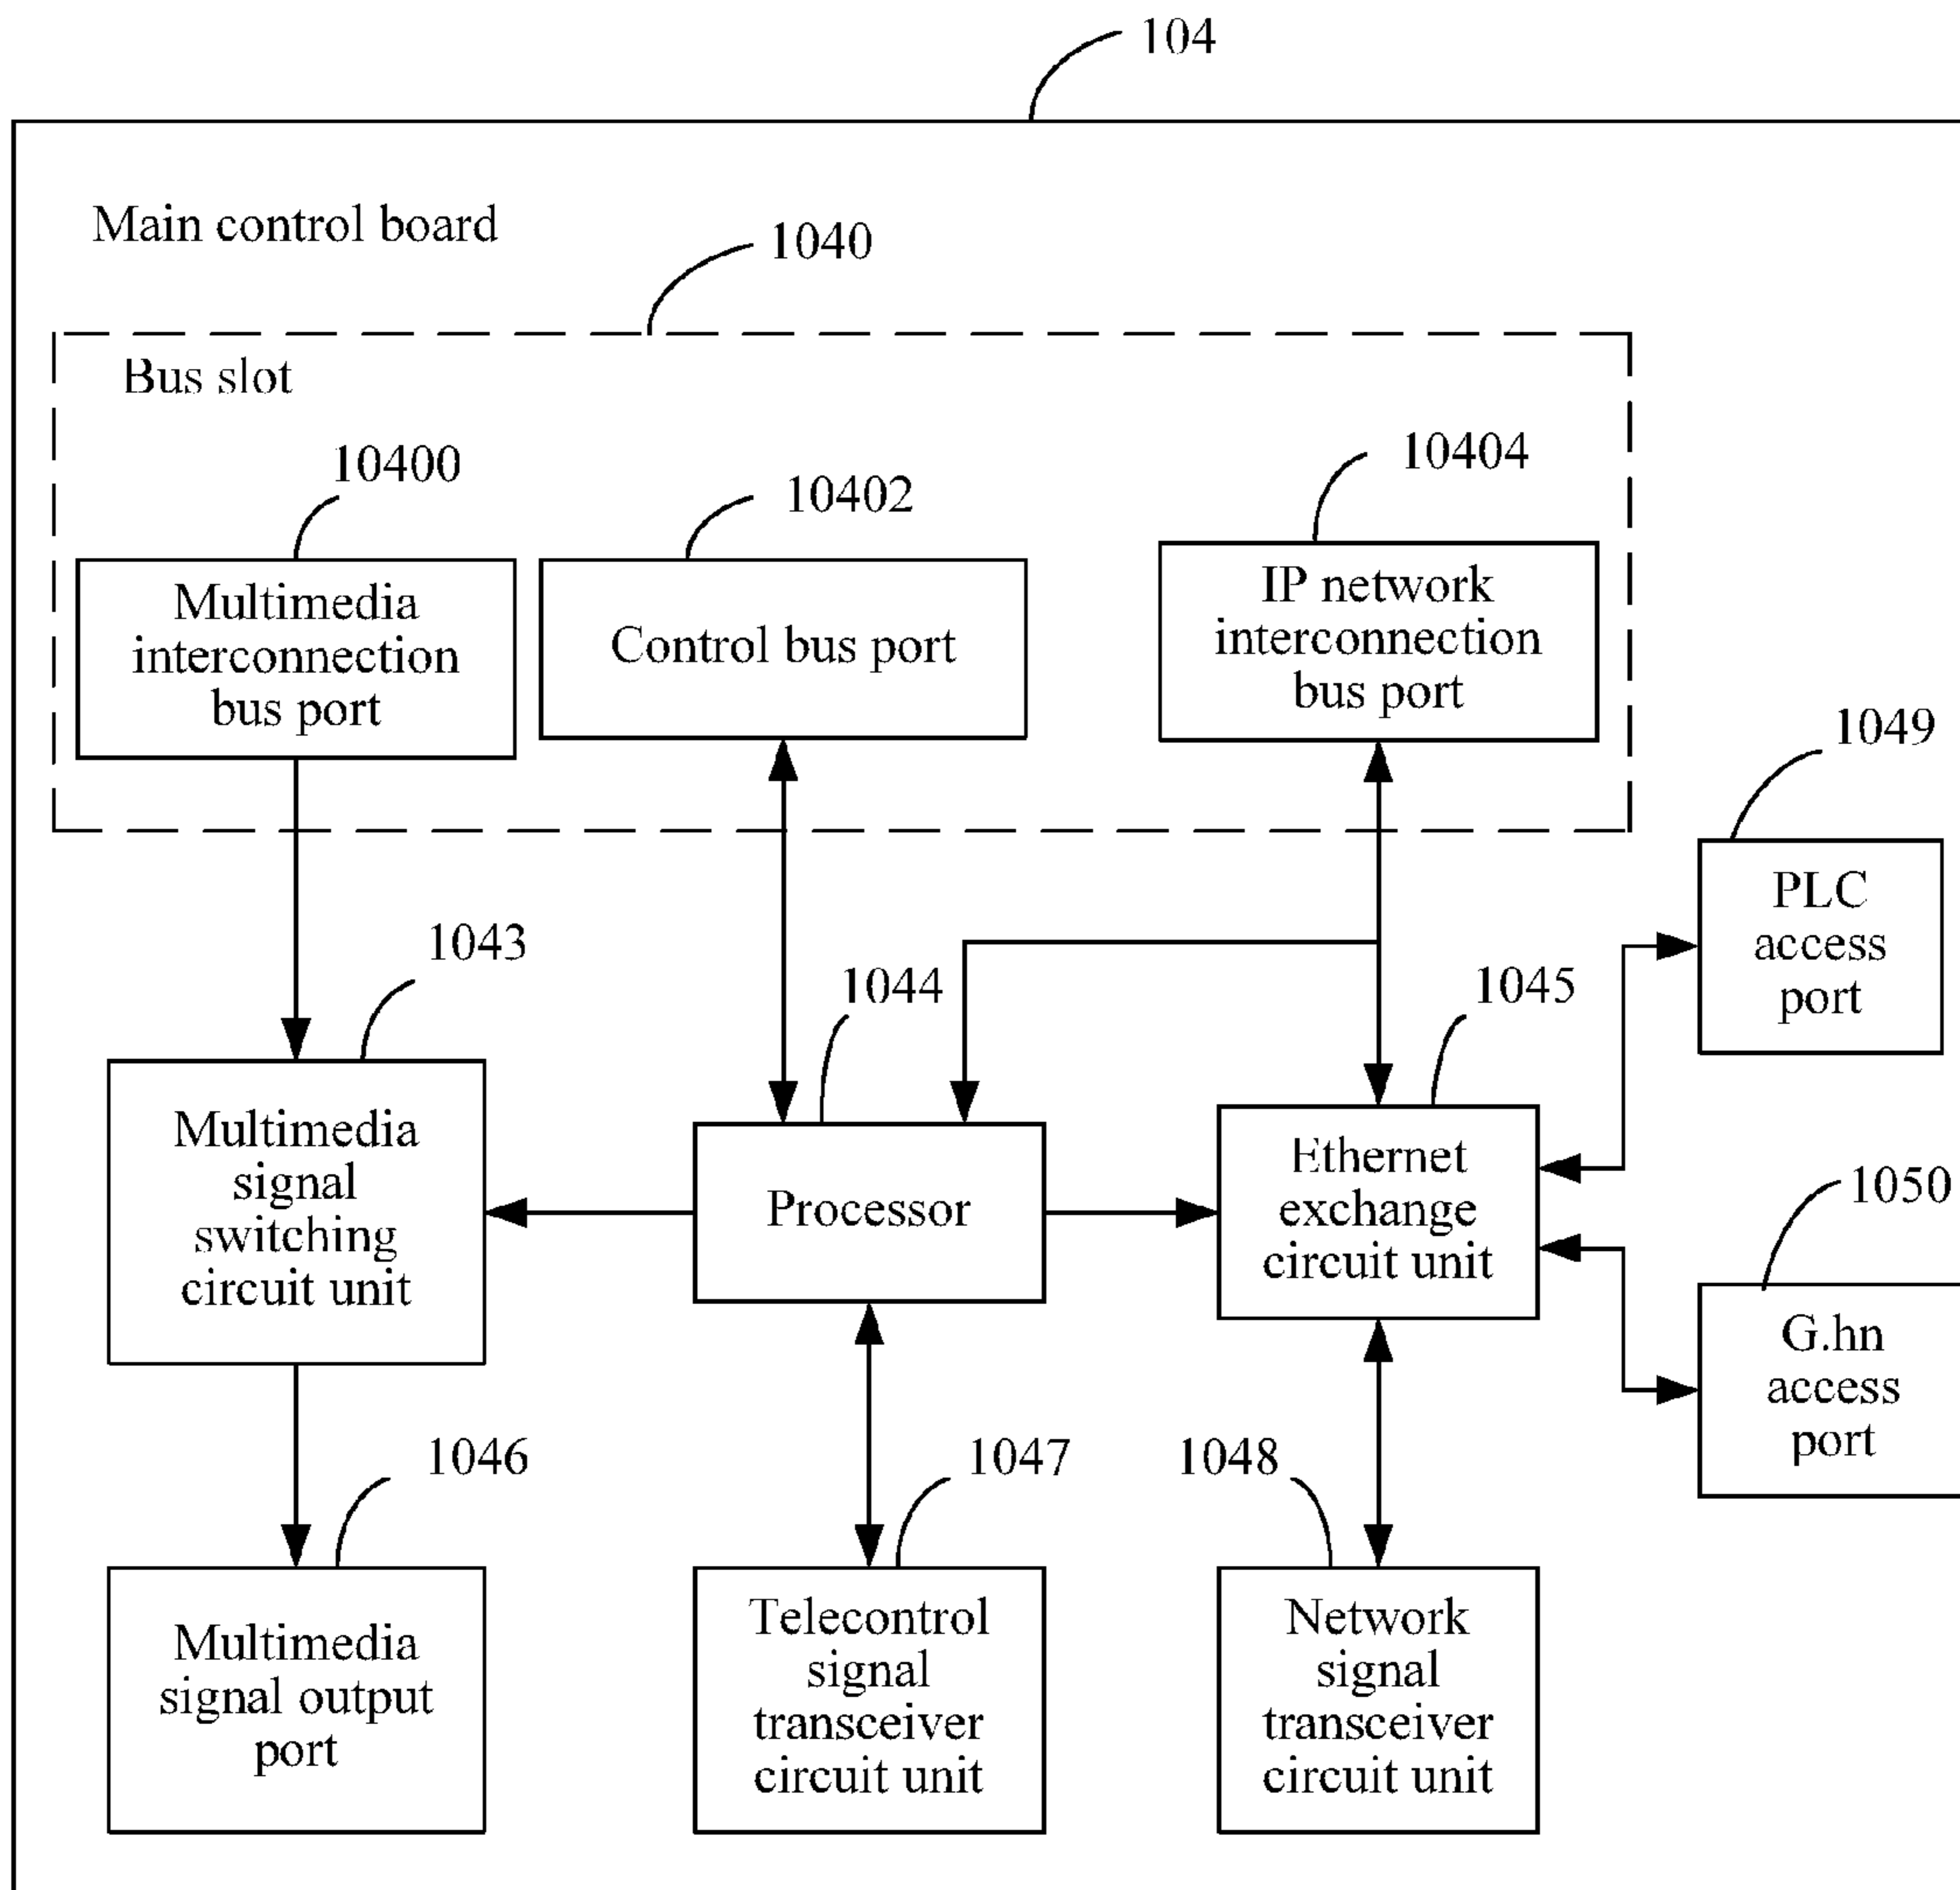 104
Main control board
1040
Bus slot
10400
10402
10404
Multimedia
interconnection
bus port
Control bus port
IP network
interconnection
bus port
1049
PLC
access
port
1043
1044
1045
Multimedia
signal
switching
circuit unit
Processor
Ethernet
exchange
circuit unit
1050
G.hn
access
port
1046
1047
1048
Multimedia
signal output
port
Telecontrol
signal
transceiver
circuit unit
Network
signal
transceiver
circuit unit